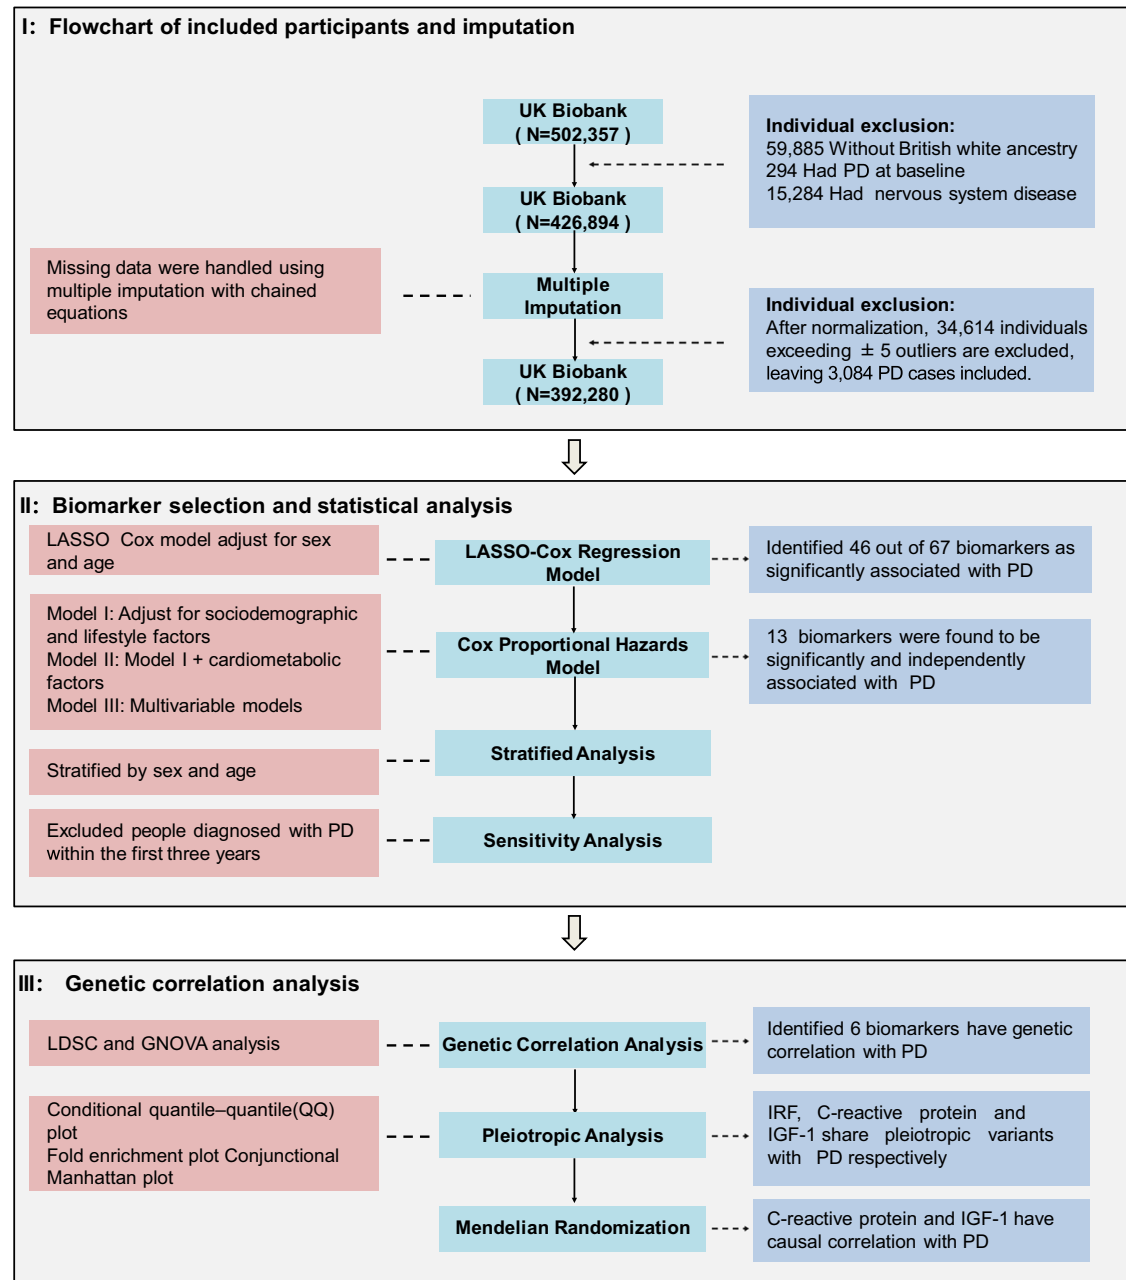 I: Flowchart of included participants and imputation
UK Biobank
( N=502,357 )
Individual exclusion:
59,885 Without British white ancestry
294 Had PD at baseline
15,284 Had nervous system disease
UK Biobank
( N=426,894 )
Missing data were handled using
multiple imputation with chained
equations
Multiple
Imputation
Individual exclusion:
After normalization, 34,614 individuals
exceeding ± 5 outliers are excluded,
leaving 3,084 PD cases included.
UK Biobank
( N=392,280 )
II: Biomarker selection and statistical analysis
LASSO Cox model adjust for sex
and age
LASSO-Cox Regression
Model
Identified 46 out of 67 biomarkers as
significantly associated with PD
Model I: Adjust for sociodemographic
and lifestyle factors
Model II: Model I + cardiometabolic
factors
Model III: Multivariable models
Cox Proportional Hazards
Model
13 biomarkers were found to be
significantly and independently
associated with PD
Stratified by sex and age
Stratified Analysis
Excluded people diagnosed with PD
within the first three years
Sensitivity Analysis
III: Genetic correlation analysis
LDSC and GNOVA analysis
Genetic Correlation Analysis
Identified 6 biomarkers have genetic
correlation with PD
Conditional quantile–quantile(QQ)
plot
Fold enrichment plot Conjunctional
Manhattan plot
Pleiotropic Analysis
IRF, C-reactive protein and
IGF-1 share pleiotropic variants
with PD respectively
Mendelian Randomization
C-reactive protein and IGF-1 have
causal correlation with PD